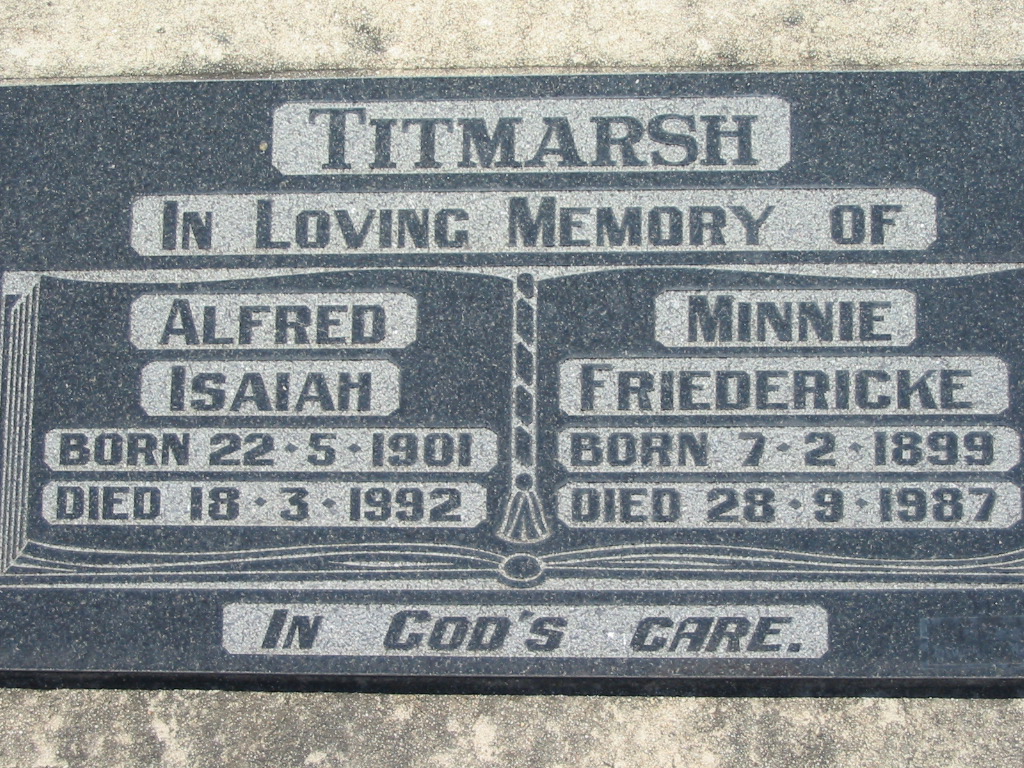 TITMARSH
IN LOVING MEMORY OF
ALFRED
ISAIAH
BORN 22·5·1901
DIED 18·3·1992
MINNIE
FRIEDERICKE
BORN 7·2·1899
DIED 28·9·1987
IN GOD'S CARE.